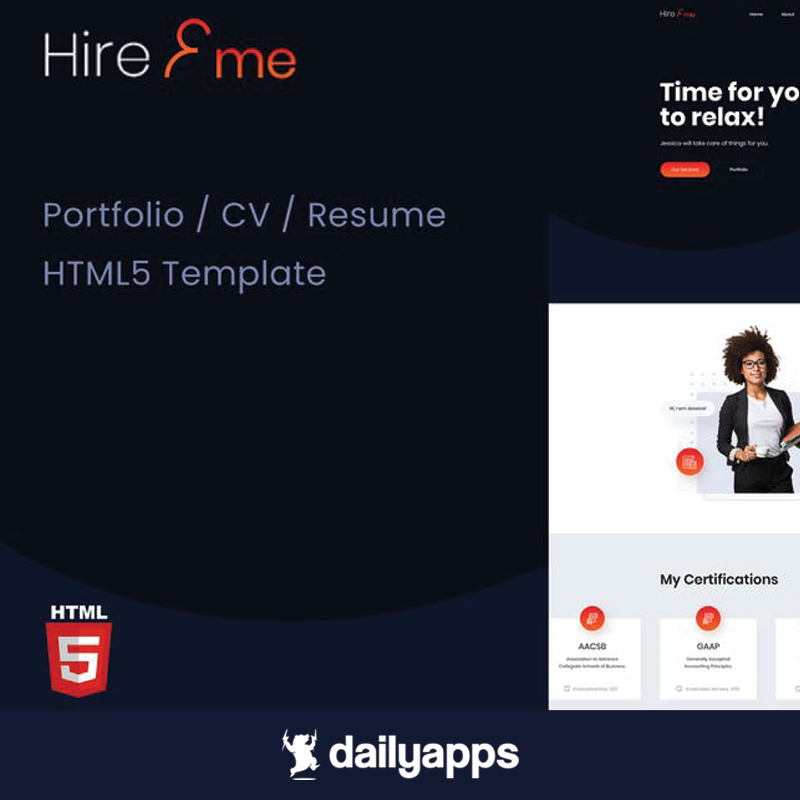 Hire me
Portfolio / CV / Resume
HTML5 Template
HTML
5
Hire me
Home
About
Time for yo
to relax!
Jessica will take care of things for you.
Our Services
Portfolio
Hi, I am Jessica!
My Certifications
AACSB
Association to Advance
Collegiate Schools of Business.
GAAP
Generally Accepted
Accounting Principles.
dailyapps